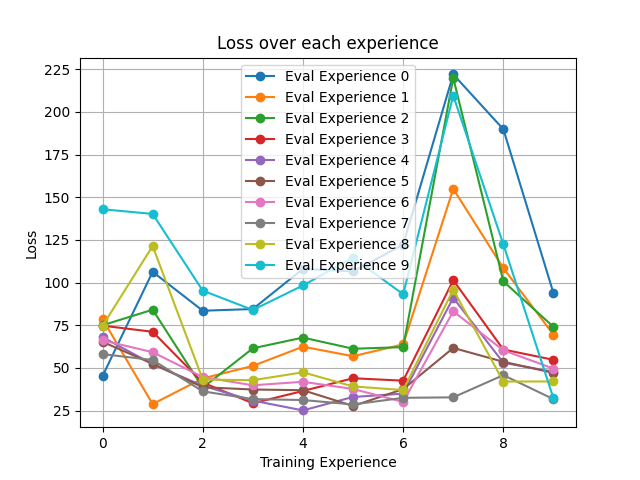 Loss over each experience
225
200
175
150
125
100
75
50
25
Loss
Eval Experience 0
Eval Experience 1
Eval Experience 2
Eval Experience 3
Eval Experience 4
Eval Experience 5
Eval Experience 6
Eval Experience 7
Eval Experience 8
Eval Experience 9
0 2 4 6 8
Training Experience